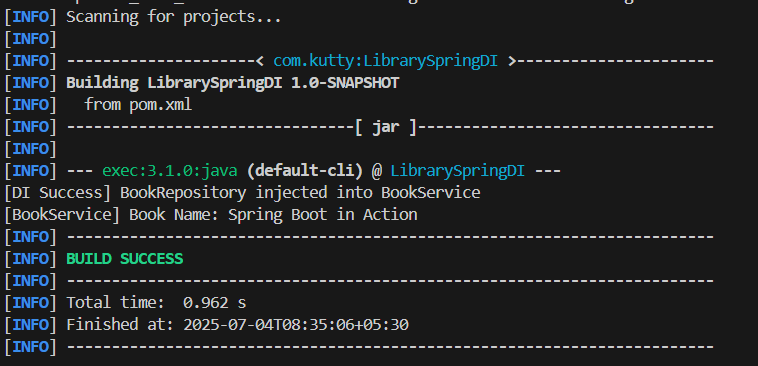 [INFO] Scanning for projects...
[INFO]
[INFO] ----------------------< com.kutty:LibrarySpringDI >-----------------------
[INFO] Building LibrarySpringDI 1.0-SNAPSHOT
[INFO]   from pom.xml
[INFO] --------------------------------[ jar ]---------------------------------
[INFO]
[INFO] --- exec:3.1.0:java (default-cli) @ LibrarySpringDI ---
[DI Success] BookRepository injected into BookService
[BookService] Book Name: Spring Boot in Action
[INFO] ------------------------------------------------------------------------
[INFO] BUILD SUCCESS
[INFO] ------------------------------------------------------------------------
[INFO] Total time:  0.962 s
[INFO] Finished at: 2025-07-04T08:35:06+05:30
[INFO] ------------------------------------------------------------------------